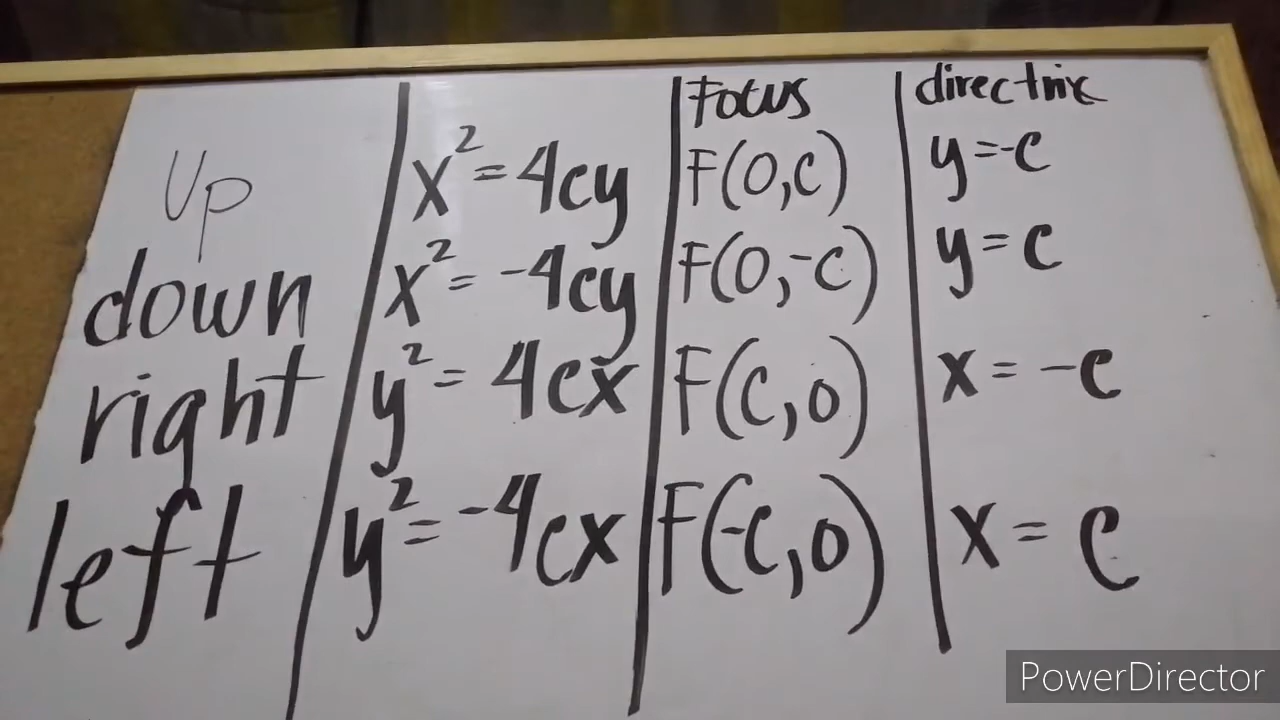 Focus directrix
Up x² = 4cy F(0,c) y=-c
down x² = -4cy F(0,-c) y=c
right y² = 4cx F(c,0) x= -c
left y² = -4cx F(-c,0) x= c
PowerDirector